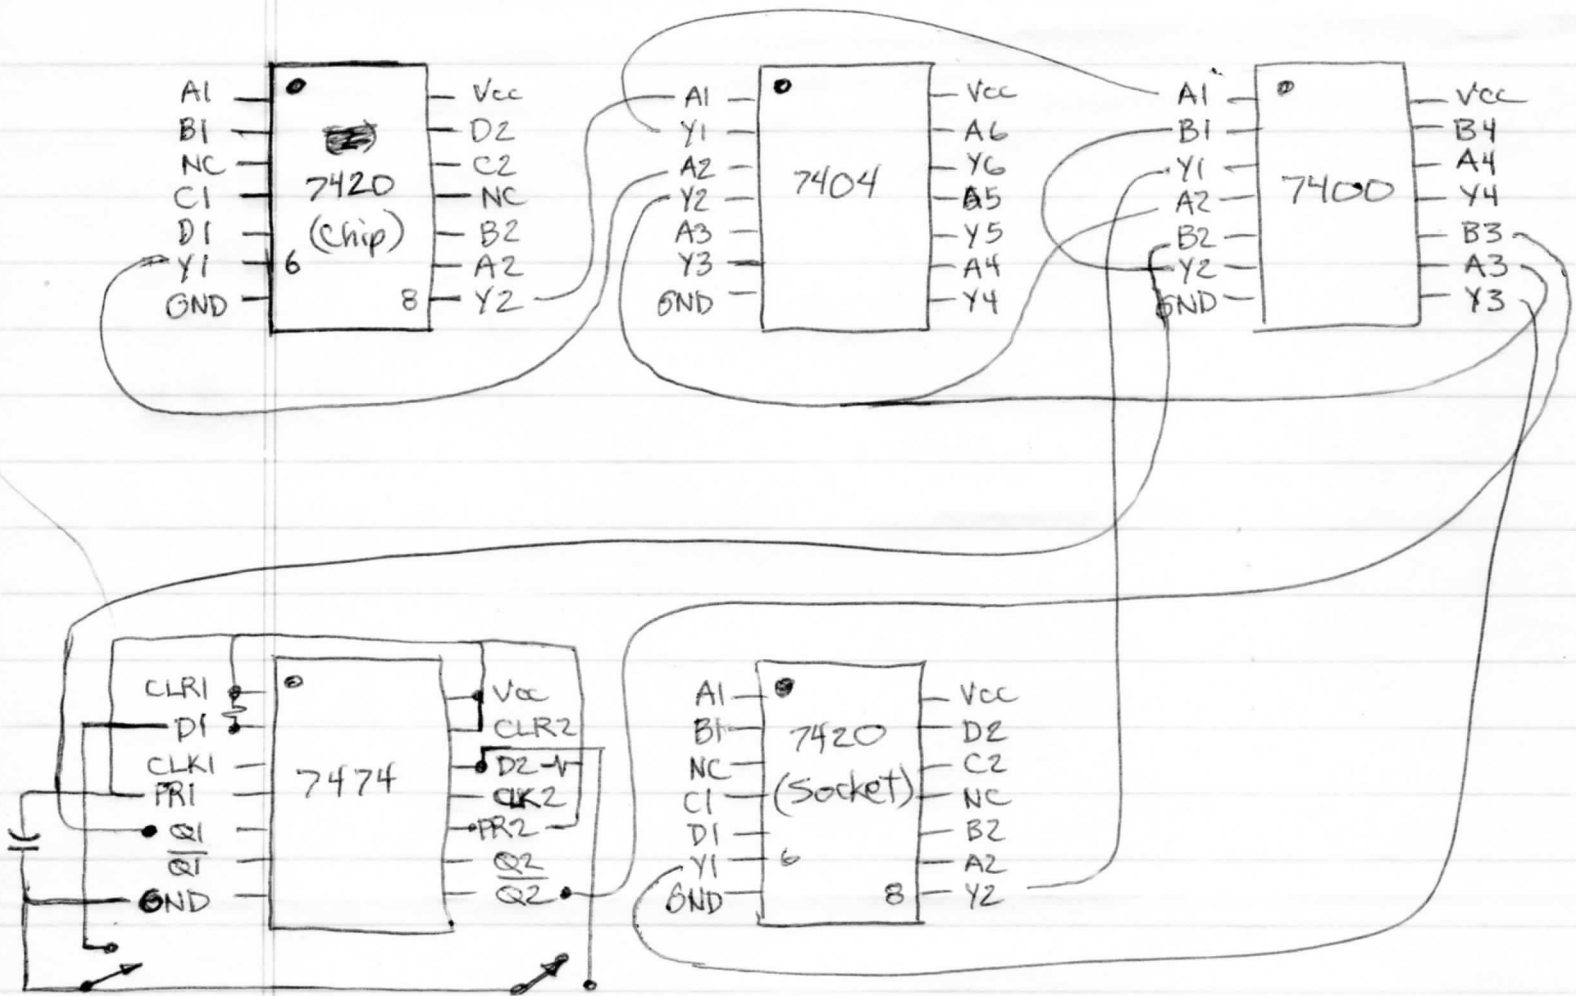 A1 Vcc
B1 D2
NC C2
7420
C1 NC
(Chip)
D1 B2
Y1 6 A2
GND 8 Y2
A1 Vcc
Y1 A6
A2 Y6
7404
Y2 A5
A3 Y5
Y3 A4
GND Y4
A1 Vcc
B1 B4
Y1 A4
7400
A2 Y4
B2 B3
Y2 A3
GND Y3
CLR1 Vcc
D1 CLR2
CLK1 D2
7474
PR1 CLK2
Q1 PR2
Q1 Q2
GND Q2
A1 Vcc
B1 D2
7420
NC C2
(Socket)
C1 NC
D1 B2
Y1 6 A2
GND 8 Y2